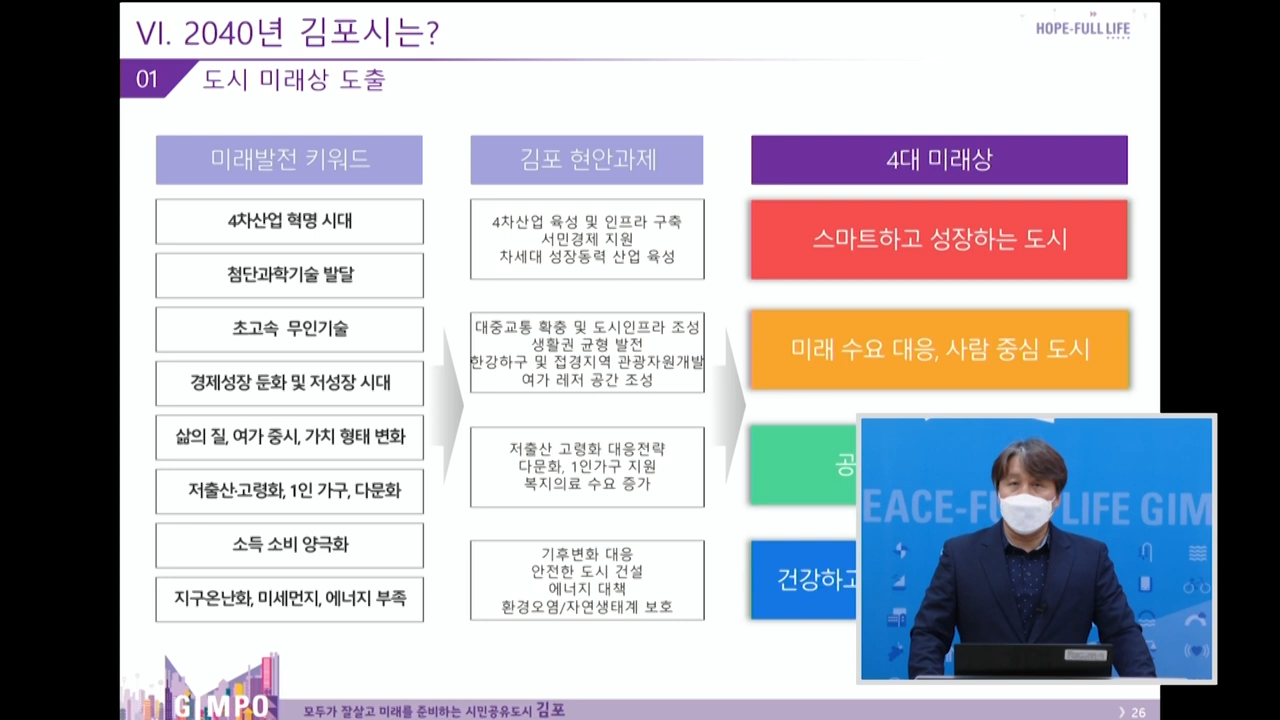 VI. 2040년 김포시는?
HOPE-FULL LIFE
01
도시 미래상 도출
미래발전 키워드
4차산업 혁명 시대
첨단과학기술 발달
초고속 무인기술
경제성장 둔화 및 저성장 시대
삶의 질, 여가 중시, 가치 형태 변화
저출산·고령화, 1인 가구, 다문화
소득 소비 양극화
지구온난화, 미세먼지, 에너지 부족
김포 현안과제
4차산업 육성 및 인프라 구축
서민경제 지원
차세대 성장동력 산업 육성
대중교통 확충 및 도시인프라 조성
생활권 균형 발전
한강하구 및 접경지역 관광자원개발
여가 레저 공간 조성
저출산 고령화 대응전략
다문화, 1인가구 지원
복지의료 수요 증가
기후변화 대응
안전한 도시 건설
에너지 대책
환경오염/자연생태계 보호
4대 미래상
스마트하고 성장하는 도시
미래 수요 대응, 사람 중심 도시
공
건강하고
EACE-FU LIFE GIM
GIMPO
모두가 잘살고 미래를 준비하는 시민공유도시 김포
》26